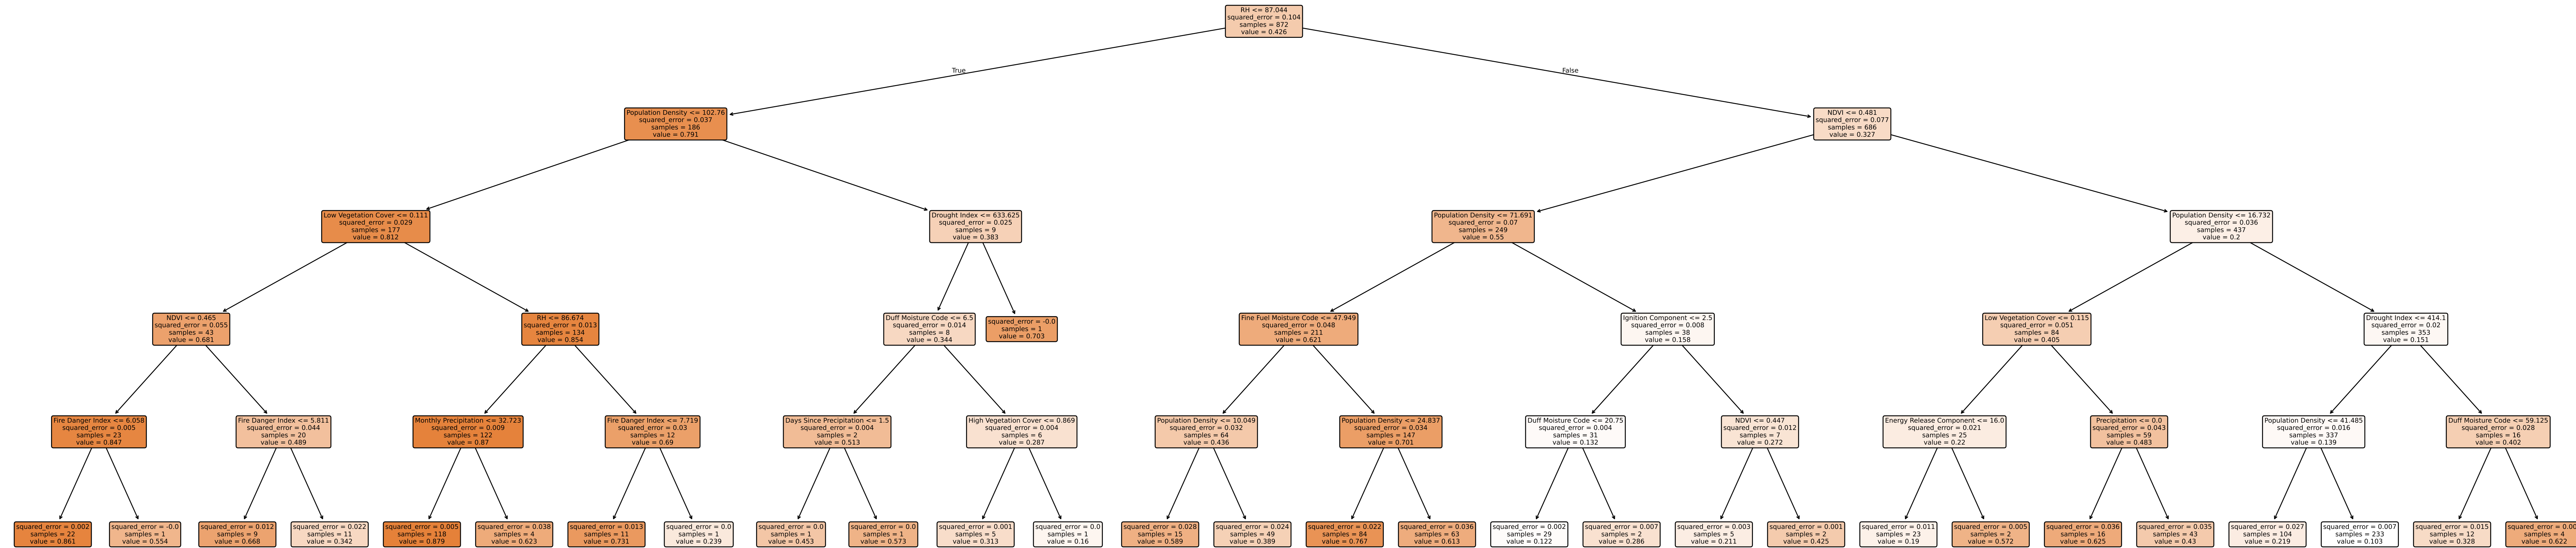 RH <= 87.044
squared_error = 0.104
samples = 872
value = 0.426
True
False
Population Density <= 102.76
squared_error = 0.037
samples = 186
value = 0.791
NDVI <= 0.481
squared_error = 0.077
samples = 686
value = 0.327
Low Vegetation Cover <= 0.111
squared_error = 0.029
samples = 177
value = 0.812
Drought Index <= 633.625
squared_error = 0.025
samples = 9
value = 0.383
Population Density <= 71.691
squared_error = 0.07
samples = 249
value = 0.55
Population Density <= 16.732
squared_error = 0.036
samples = 437
value = 0.2
NDVI <= 0.465
squared_error = 0.055
samples = 43
value = 0.681
RH <= 86.674
squared_error = 0.013
samples = 134
value = 0.854
Duff Moisture Code <= 6.5
squared_error = 0.014
samples = 8
value = 0.344
squared_error = -0.0
samples = 1
value = 0.703
Fine Fuel Moisture Code <= 47.949
squared_error = 0.048
samples = 211
value = 0.621
Ignition Component <= 2.5
squared_error = 0.008
samples = 38
value = 0.158
Low Vegetation Cover <= 0.115
squared_error = 0.051
samples = 84
value = 0.405
Drought Index <= 414.1
squared_error = 0.02
samples = 353
value = 0.151
Fire Danger Index <= 6.058
squared_error = 0.005
samples = 23
value = 0.847
Fire Danger Index <= 5.811
squared_error = 0.044
samples = 20
value = 0.489
Monthly Precipitation <= 32.723
squared_error = 0.009
samples = 122
value = 0.87
Fire Danger Index <= 7.719
squared_error = 0.03
samples = 12
value = 0.69
Days Since Precipitation <= 1.5
squared_error = 0.004
samples = 2
value = 0.513
High Vegetation Cover <= 0.869
squared_error = 0.004
samples = 6
value = 0.287
Population Density <= 10.049
squared_error = 0.032
samples = 64
value = 0.436
Population Density <= 24.837
squared_error = 0.034
samples = 147
value = 0.701
Duff Moisture Code <= 20.75
squared_error = 0.004
samples = 31
value = 0.132
NDVI <= 0.447
squared_error = 0.012
samples = 7
value = 0.272
Energy Release Component <= 16.0
squared_error = 0.021
samples = 25
value = 0.22
Precipitation <= 0.0
squared_error = 0.043
samples = 59
value = 0.483
Population Density <= 41.485
squared_error = 0.016
samples = 337
value = 0.139
Duff Moisture Code <= 59.125
squared_error = 0.028
samples = 16
value = 0.402
squared_error = 0.002
samples = 22
value = 0.861
squared_error = -0.0
samples = 1
value = 0.554
squared_error = 0.012
samples = 9
value = 0.668
squared_error = 0.022
samples = 11
value = 0.342
squared_error = 0.005
samples = 118
value = 0.879
squared_error = 0.038
samples = 4
value = 0.623
squared_error = 0.013
samples = 11
value = 0.731
squared_error = 0.0
samples = 1
value = 0.239
squared_error = 0.0
samples = 1
value = 0.453
squared_error = 0.0
samples = 1
value = 0.573
squared_error = 0.001
samples = 5
value = 0.313
squared_error = 0.0
samples = 1
value = 0.16
squared_error = 0.028
samples = 15
value = 0.589
squared_error = 0.024
samples = 49
value = 0.389
squared_error = 0.022
samples = 84
value = 0.767
squared_error = 0.036
samples = 63
value = 0.613
squared_error = 0.002
samples = 29
value = 0.122
squared_error = 0.007
samples = 2
value = 0.286
squared_error = 0.003
samples = 5
value = 0.211
squared_error = 0.001
samples = 2
value = 0.425
squared_error = 0.011
samples = 23
value = 0.19
squared_error = 0.005
samples = 2
value = 0.572
squared_error = 0.036
samples = 16
value = 0.625
squared_error = 0.035
samples = 43
value = 0.43
squared_error = 0.027
samples = 104
value = 0.219
squared_error = 0.007
samples = 233
value = 0.103
squared_error = 0.015
samples = 12
value = 0.328
squared_error =
samples = 4
value = 0.622